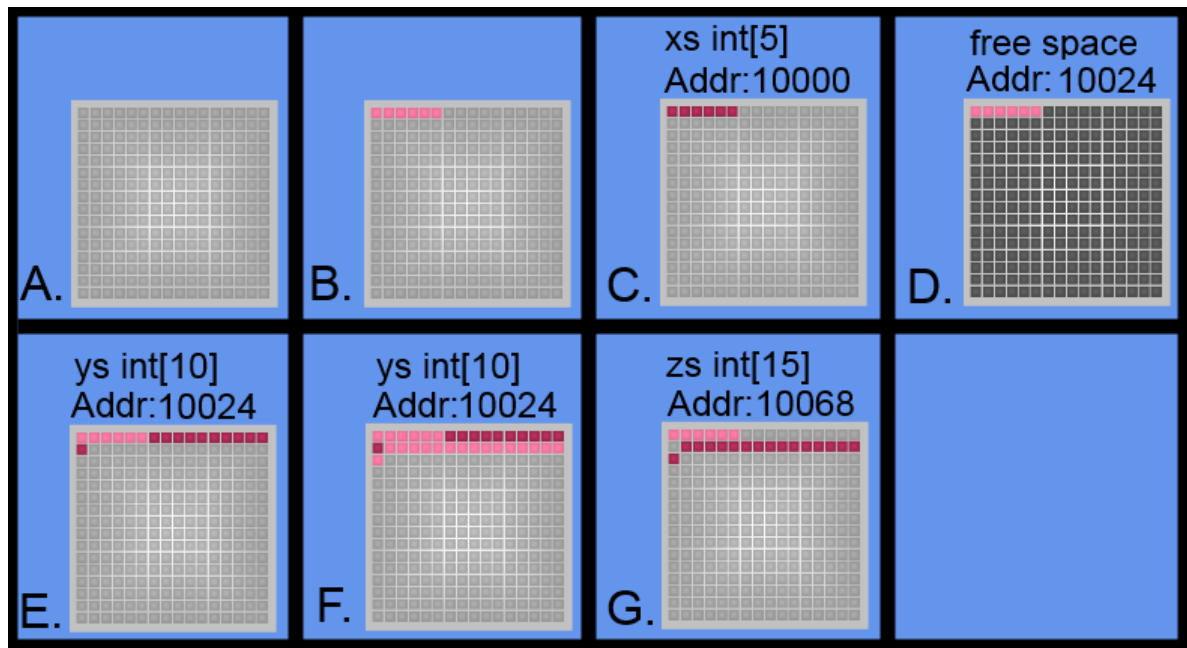 A.
B.
xs int[5]
Addr:10000
C.
free space
Addr:10024
D.
ys int[10]
Addr:10024
E.
ys int[10]
Addr:10024
F.
zs int[15]
Addr:10068
G.